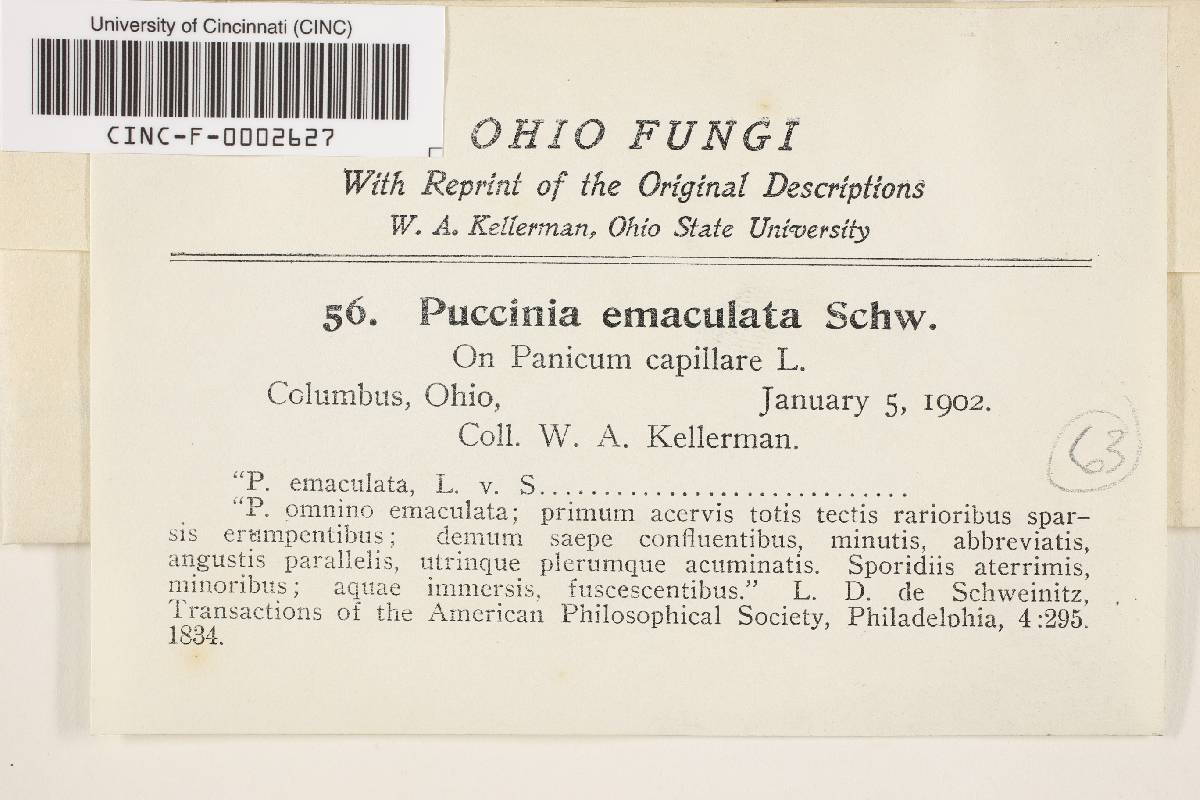 University of Cincinnati (CINC)
CINC-F-0002627
OHIO FUNGI
With Reprint of the Original Descriptions
W. A. Kellerman, Ohio State University
56. Puccinia emaculata Schw.
On Panicum capillare L.
Columbus, Ohio, January 5, 1902.
Coll. W. A. Kellerman.
63
“P. emaculata, L. v. S.............................
“P. omnino emaculata; primum acervis totis tectis rarioribus spar-
sis erumpentibus; demum saepe confluentibus, minutis, abbreviatis,
angustis parallelis, utrinque plerumque acuminatis. Sporidiis aterrimis,
minoribus; aquae immersis, fuscescentibus.” L. D. de Schweinitz,
Transactions of the American Philosophical Society, Philadelphia, 4:295.
1834.